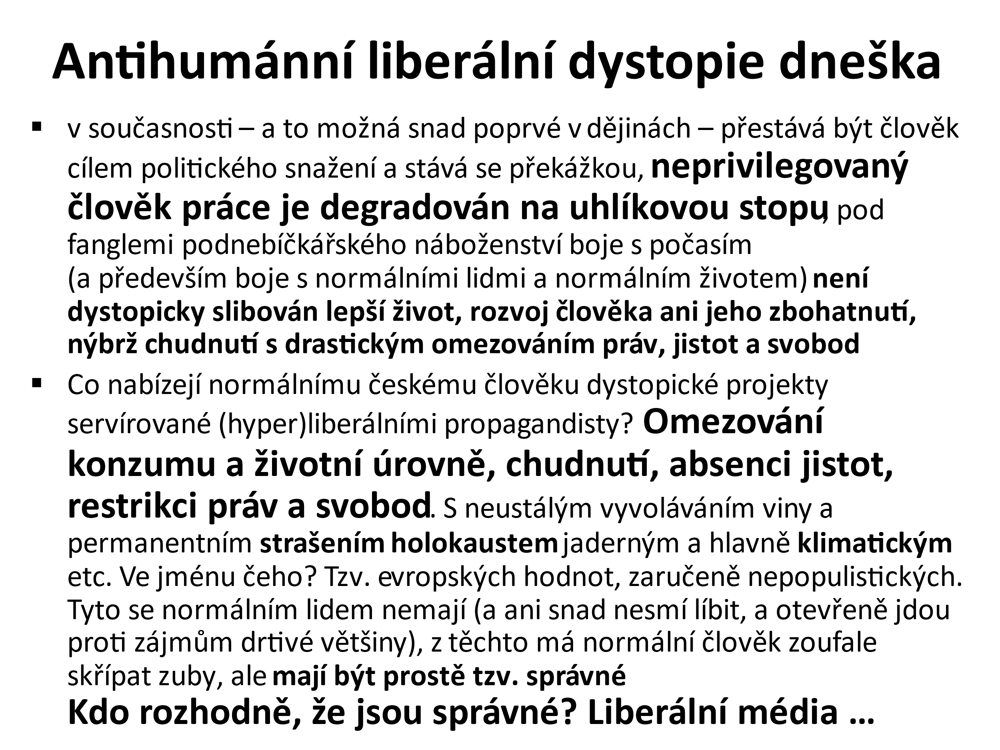 Antihumánní liberální dystopie dneška
▪ v současnosti – a to možná snad poprvé v dějinách – přestává být člověk
cílem politického snažení a stává se překážkou, neprivilegovaný
člověk práce je degradován na uhlíkovou stopu, pod
fanglemi podnebíčkářského náboženství boje s počasím
(a především boje s normálními lidmi a normálním životem) není
dystopicky slibován lepší život, rozvoj člověka ani jeho zbohatnutí,
nýbrž chudnutí s drastickým omezováním práv, jistot a svobod
▪ Co nabízejí normálnímu českému člověku dystopické projekty
servírované (hyper)liberálními propagandisty? Omezování
konzumu a životní úrovně, chudnutí, absenci jistot,
restrikci práv a svobod. S neustálým vyvoláváním viny a
permanentním strašením holokaustem jaderným a hlavně klimatickým
etc. Ve jménu čeho? Tzv. evropských hodnot, zaručeně nepopulistických.
Tyto se normálním lidem nemají (a ani snad nesmí líbit, a otevřeně jdou
proti zájmům drtivé většiny), z těchto má normální člověk zoufale
skřípat zuby, ale mají být prostě tzv. správné
Kdo rozhodně, že jsou správné? Liberální média …